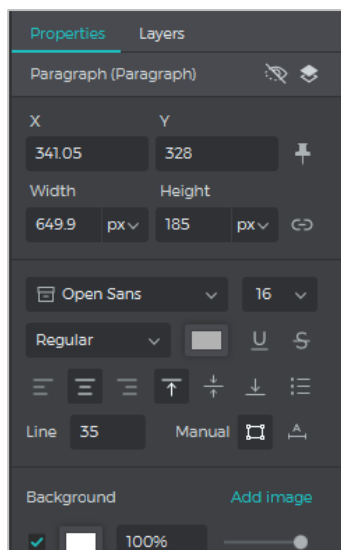 Properties Layers
Paragraph (Paragraph)
X Y
341.05 328
Width Height
649.9 px 185 px
Open Sans 16
Regular U S
Line 35 Manual A
Background Add image
100%